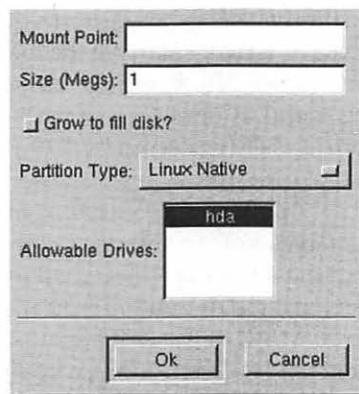 Mount Point:
Size (Megs): 1
Grow to fill disk?
Partition Type: Linux Native
hda
Allowable Drives:
Ok Cancel